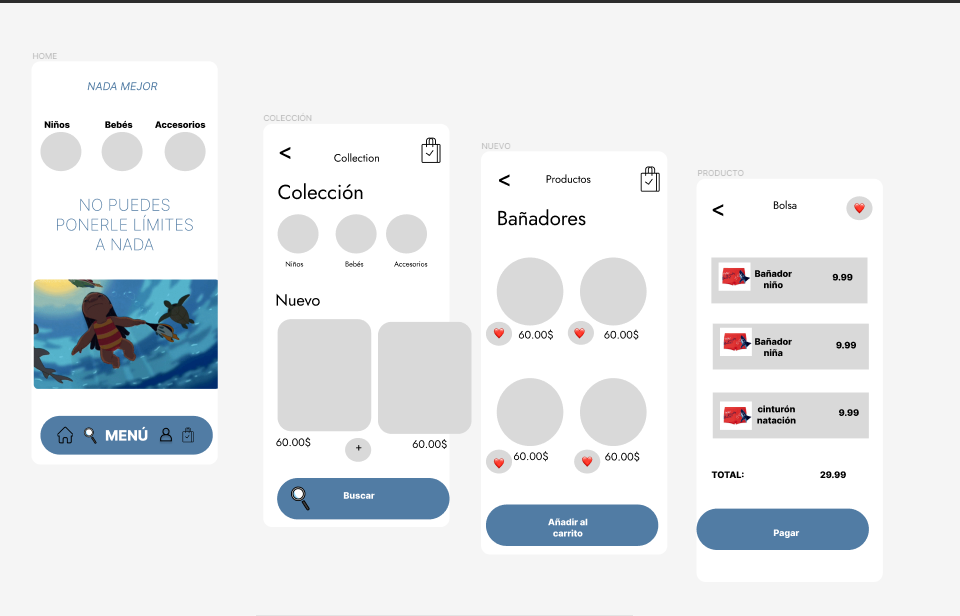 HOME
NADA MEJOR
Niños
Bebés
Accesorios
NO PUEDES
PONERLE LÍMITES
A NADA
MENÚ
COLECCIÓN
<
Collection
Colección
Niños
Bebés
Accesorios
Nuevo
60.00$
+
60.00$
Buscar
NUEVO
<
Productos
Bañadores
60.00$
60.00$
60.00$
60.00$
Añadir al
carrito
PRODUCTO
<
Bolsa
Bañador
niño
9.99
Bañador
niña
9.99
cinturón
natación
9.99
TOTAL:
29.99
Pagar